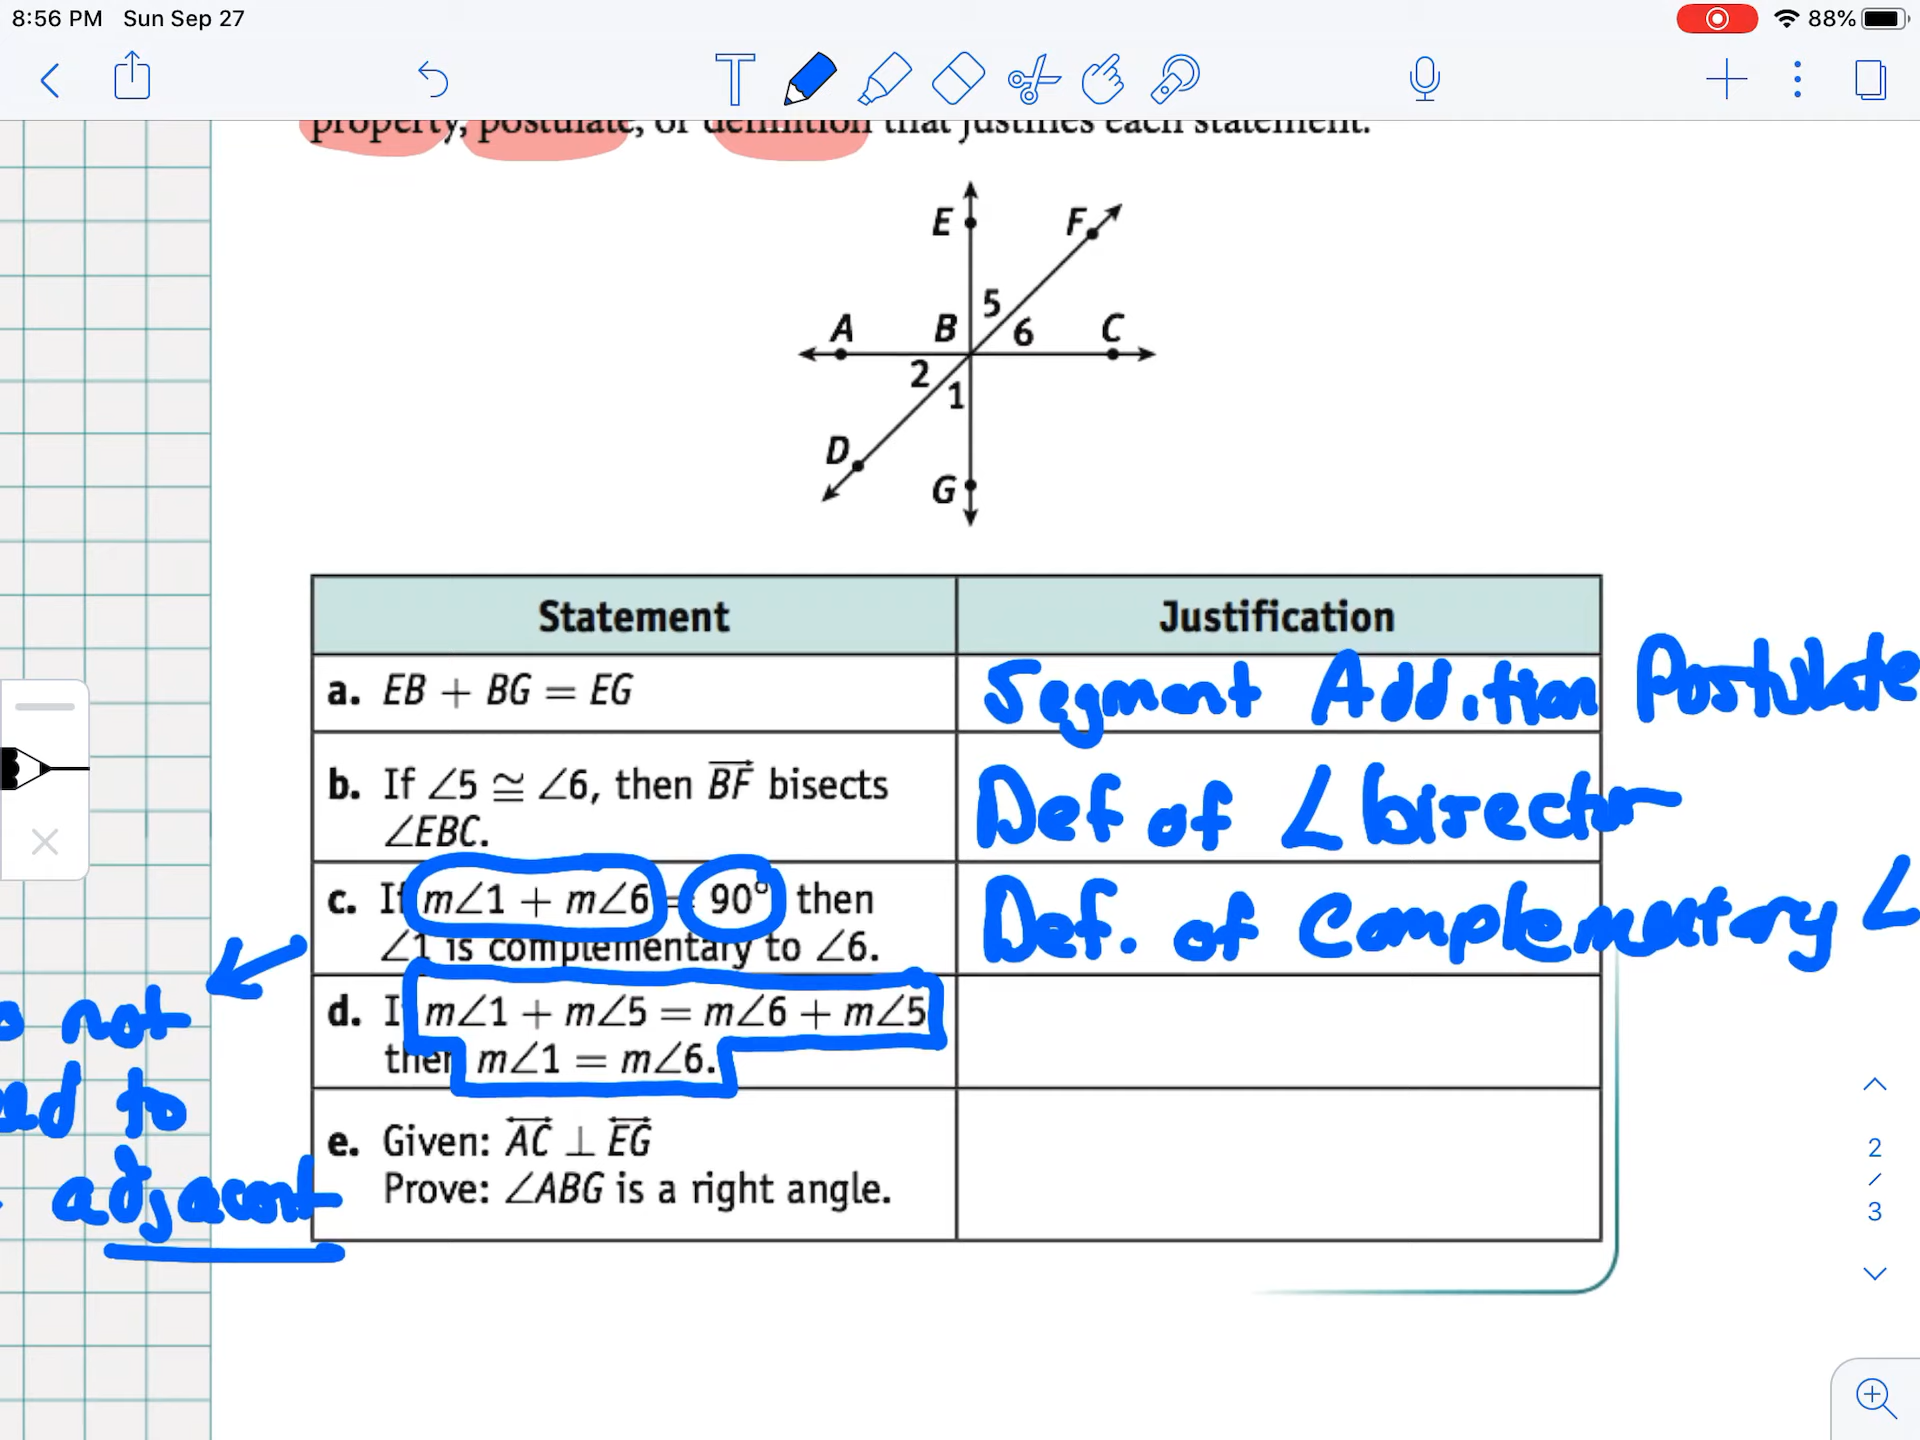 8:56 PM Sun Sep 27
88%
property, postulate, or definition that justifies each statement.
E
F
5
A
B
6
C
2
1
D
G
Statement
Justification
a. EB + BG = EG
Segment Addition Postulate
b. If ∠5 ≅ ∠6, then BF bisects
∠EBC.
Def of ∠ bisector
c. If m∠1 + m∠6 = 90° then
∠1 is complementary to ∠6.
Def. of Complementary ∠
d. I m∠1 + m∠5 = m∠6 + m∠5
then m∠1 = m∠6.
e. Given: AC ⊥ EG
Prove: ∠ABG is a right angle.
not
to
adjacent
2
/
3